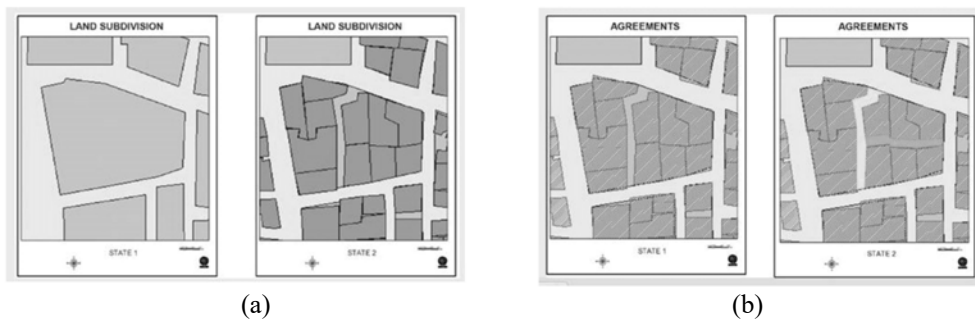 LAND SUBDIVISION
STATE 1
LAND SUBDIVISION
STATE 2
(a)
AGREEMENTS
STATE 1
AGREEMENTS
STATE 2
(b)